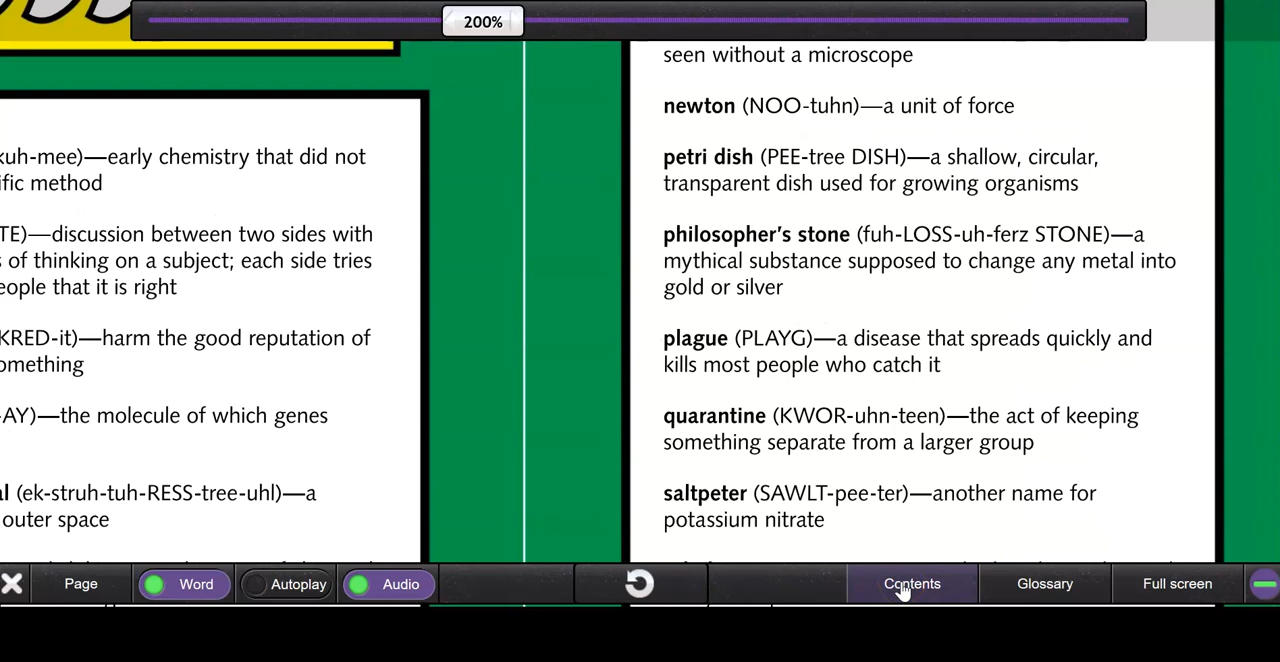 200%
kuh-mee)—early chemistry that did not
ific method
TE)—discussion between two sides with
s of thinking on a subject; each side tries
eople that it is right
KRED-it)—harm the good reputation of
omething
-AY)—the molecule of which genes
al (ek-struh-tuh-RESS-tree-uhl)—a
outer space
seen without a microscope
newton (NOO-tuhn)—a unit of force
petri dish (PEE-tree DISH)—a shallow, circular,
transparent dish used for growing organisms
philosopher's stone (fuh-LOSS-uh-ferz STONE)—a
mythical substance supposed to change any metal into
gold or silver
plague (PLAYG)—a disease that spreads quickly and
kills most people who catch it
quarantine (KWOR-uhn-teen)—the act of keeping
something separate from a larger group
saltpeter (SAWLT-pee-ter)—another name for
potassium nitrate
Page Word Autoplay Audio Contents Glossary Full screen